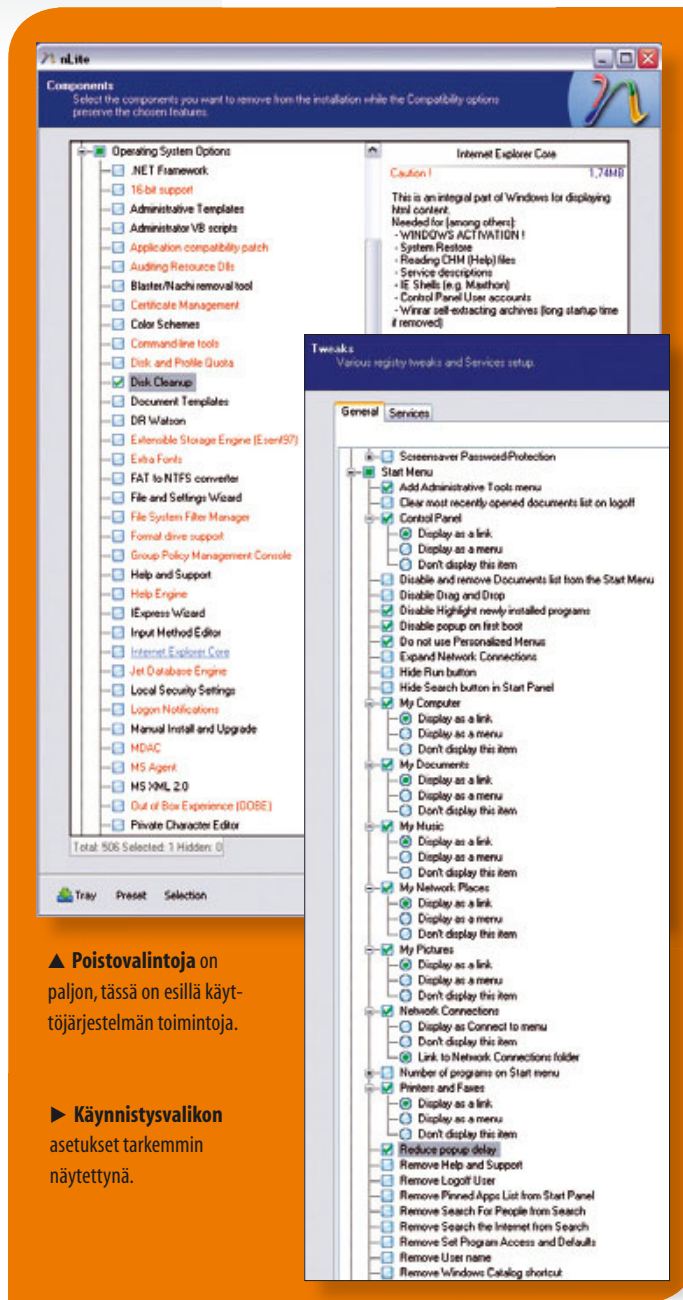 nLite
Components
Select the components you want to remove from the installation while the Compatibility options
preserve the chosen features.
Operating System Options
.NET Framework
16-bit support
Administrative Templates
Administrator VB scripts
Application compatibility patch
Auditing Resource Dlls
Blaster/Nachi removal tool
Certificate Management
Color Schemes
Command-line tools
Disk and Profile Quota
Disk Cleanup
Document Templates
DR Watson
Extensible Storage Engine (Esent97)
Extra Fonts
FAT to NTFS converter
File and Settings Wizard
File System Filter Manager
Format drive support
Group Policy Management Console
Help and Support
Help Engine
IExpress Wizard
Input Method Editor
Internet Explorer Core
Jet Database Engine
Local Security Settings
Logon Notifications
Manual Install and Upgrade
MDAC
MS Agent
MS XML 2.0
Out of Box Experience (OOBE)
Private Character Editor
Total: 506 Selected: 1 Hidden: 0
Tray Preset Selection
Internet Explorer Core
Caution ! 1,74MB
This is an integral part of Windows for displaying
html content.
Needed for [among others]:
- WINDOWS ACTIVATION !
- System Restore
- Reading CHM (Help) files
- Service descriptions
- IE Shells (e.g. Maxthon)
- Control Panel User accounts
- Winrar self-extracting archives (long startup time
if removed)
Tweaks
Various registry tweaks and Services setup.
General Services
Screensaver Password-Protection
Start Menu
Add Administrative Tools menu
Clear most recently opened documents list on logoff
Control Panel
Display as a link
Display as a menu
Don't display this item
Disable and remove Documents list from the Start Menu
Disable Drag and Drop
Disable Highlight newly installed programs
Disable popup on first boot
Do not use Personalized Menus
Expand Network Connections
Hide Run button
Hide Search button in Start Panel
My Computer
Display as a link
Display as a menu
Don't display this item
My Documents
Display as a link
Display as a menu
Don't display this item
My Music
Display as a link
Display as a menu
Don't display this item
My Network Places
Display as a link
Display as a menu
Don't display this item
My Pictures
Display as a link
Display as a menu
Don't display this item
Network Connections
Display as Connect to menu
Don't display this item
Link to Network Connections folder
Number of programs on Start menu
Printers and Faxes
Display as a link
Display as a menu
Don't display this item
Reduce popup delay
Remove Help and Support
Remove Logoff User
Remove Pinned Apps List from Start Panel
Remove Search For People from Search
Remove Search the Internet from Search
Remove Set Program Access and Defaults
Remove User name
Remove Windows Catalog shortcut
▲ Poistovalintoja on
paljon, tässä on esillä käyt-
töjärjestelmän toimintoja.
► Käynnistysvalikon
asetukset tarkemmin
näytettynä.